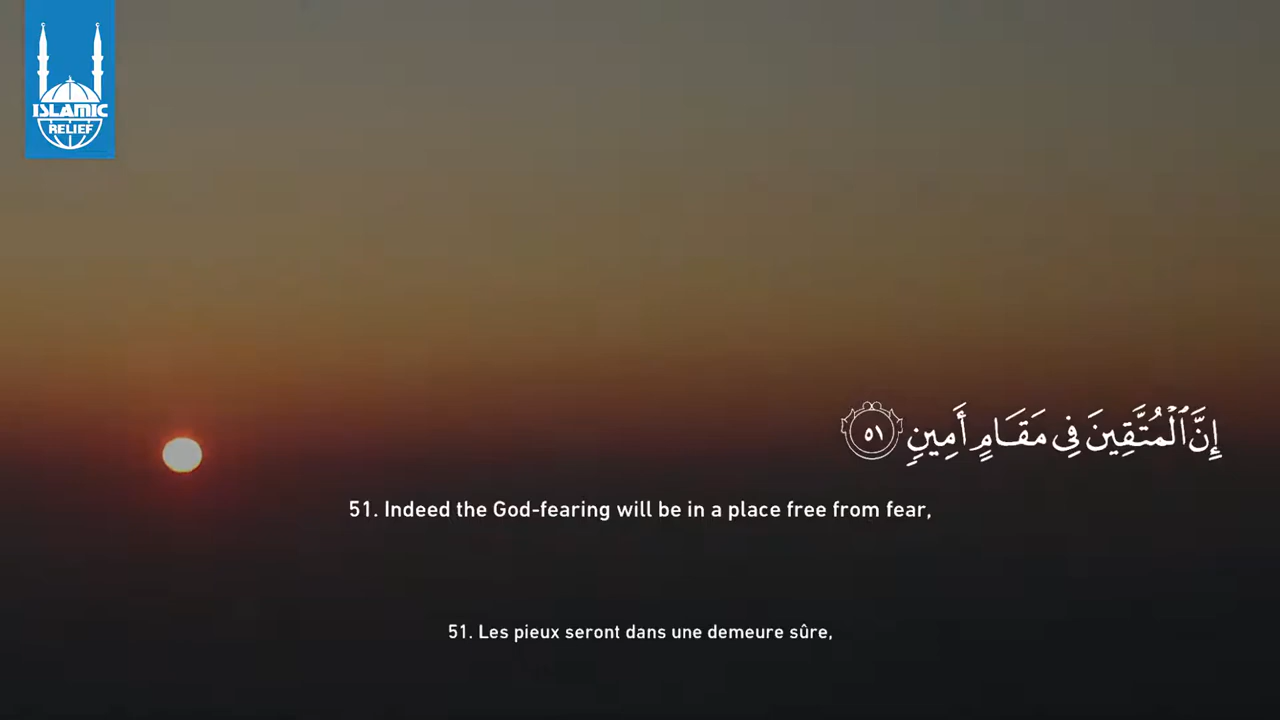 ISLAMIC
RELIEF
إِنَّ ٱلْمُتَّقِينَ فِى مَقَامٍ أَمِينٍ ٥١
51. Indeed the God-fearing will be in a place free from fear,
51. Les pieux seront dans une demeure sûre,